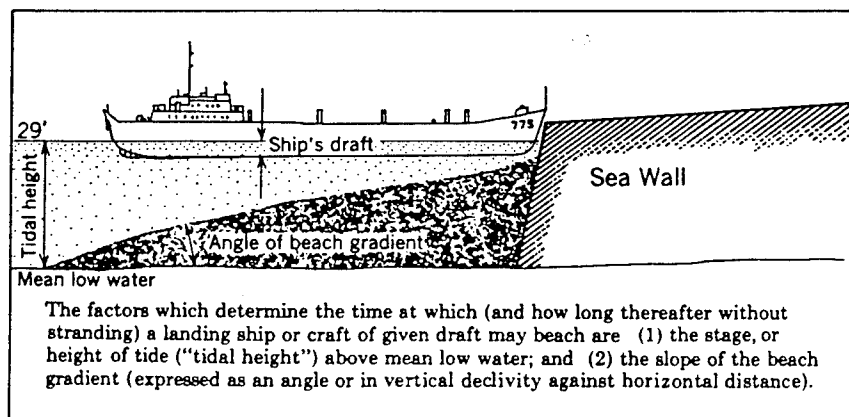 775
29'
Ship's draft
Tidal height
Sea Wall
Angle of beach gradient
Mean low water
The factors which determine the time at which (and how long thereafter without
stranding) a landing ship or craft of given draft may beach are (1) the stage, or
height of tide ("tidal height") above mean low water; and (2) the slope of the beach
gradient (expressed as an angle or in vertical declivity against horizontal distance).